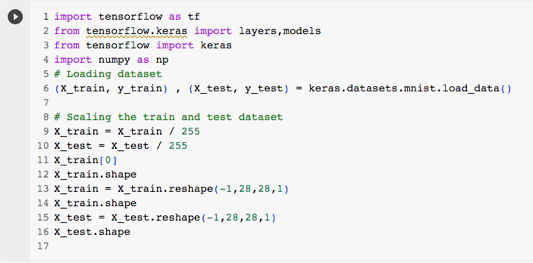 1 import tensorflow as tf
2 from tensorflow.keras import layers,models
3 from tensorflow import keras
4 import numpy as np
5 # Loading dataset
6 (X_train, y_train) , (X_test, y_test) = keras.datasets.mnist.load_data()
7
8 # Scaling the train and test dataset
9 X_train = X_train / 255
10 X_test = X_test / 255
11 X_train[0]
12 X_train.shape
13 X_train = X_train.reshape(-1,28,28,1)
14 X_train.shape
15 X_test = X_test.reshape(-1,28,28,1)
16 X_test.shape
17